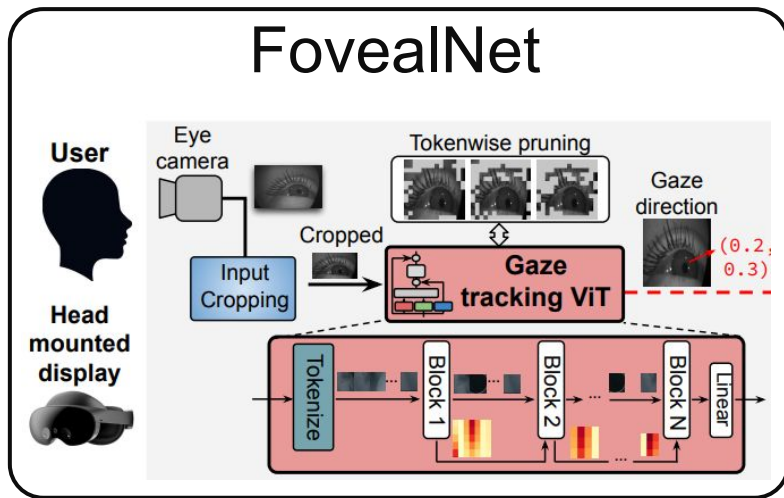 FovealNet
User
Eye
camera
Tokenwise pruning
Gaze
direction
(0.2,
0.3)
Cropped
Input
Cropping
Gaze
tracking ViT
Head
mounted
display
Tokenize
...
Block 1
...
Block 2
...
...
Block N
Linear